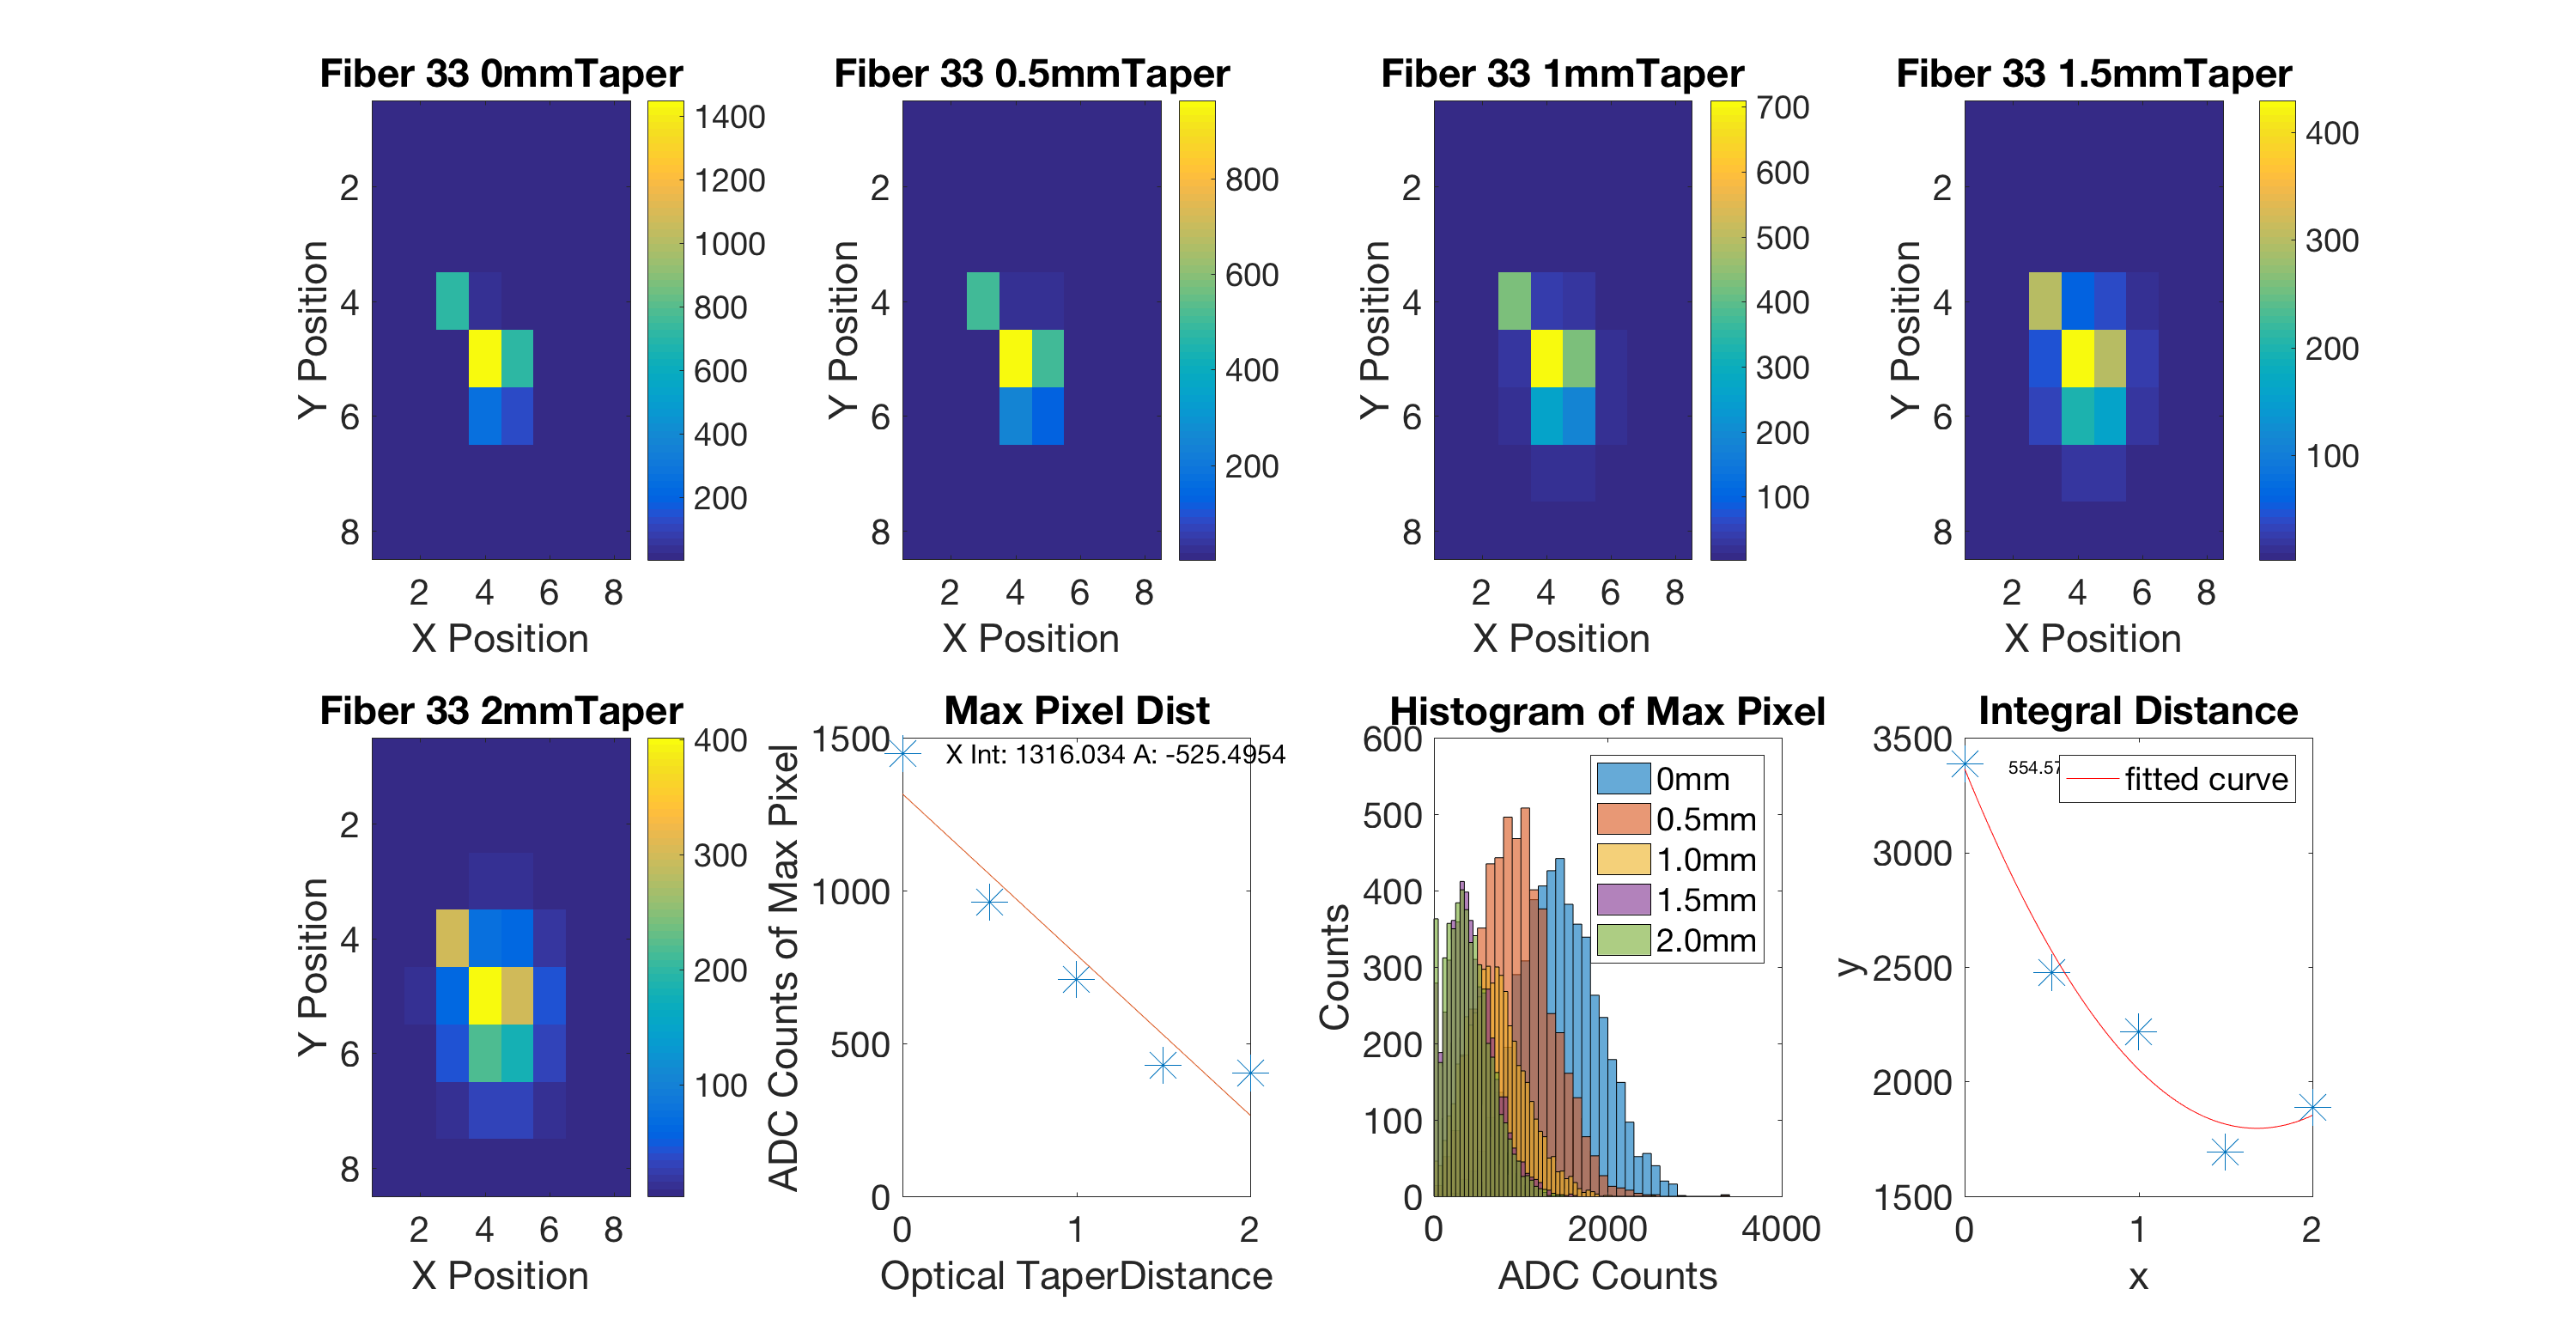 Fiber 33 0mmTaper
1400
1200
1000
800
600
400
200
2
4
6
8
2 4 6 8
Y Position
X Position
Fiber 33 0.5mmTaper
800
600
400
200
2
4
6
8
2 4 6 8
Y Position
X Position
Fiber 33 1mmTaper
700
600
500
400
300
200
100
2
4
6
8
2 4 6 8
Y Position
X Position
Fiber 33 1.5mmTaper
400
300
200
100
2
4
6
8
2 4 6 8
Y Position
X Position
Fiber 33 2mmTaper
400
300
200
100
2
4
6
8
2 4 6 8
Y Position
X Position
Max Pixel Dist
X Int: 1316.034 A: -525.4954
1500
1000
500
0
0 1 2
ADC Counts of Max Pixel
Optical TaperDistance
Histogram of Max Pixel
600
500
400
300
200
100
0
0 2000 4000
0mm
0.5mm
1.0mm
1.5mm
2.0mm
Counts
ADC Counts
Integral Distance
554.57
fitted curve
3500
3000
2500
2000
1500
0 1 2
y
x